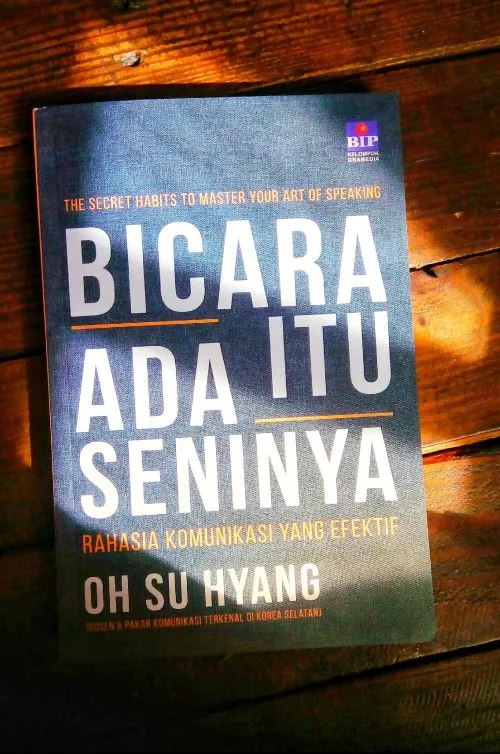 BIP
KELOMPOK
GRAMEDIA
THE SECRET HABITS TO MASTER YOUR ART OF SPEAKING
BICARA
ITU
ADA
SENINYA
RAHASIA KOMUNIKASI YANG EFEKTIF
OH SU HYANG
(DOSEN & PAKAR KOMUNIKASI TERKENAL DI KOREA SELATAN)